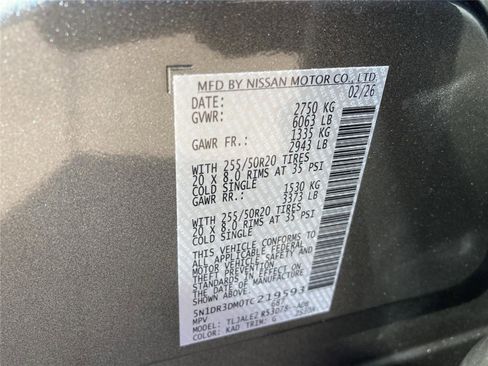 MFD BY NISSAN MOTOR CO., LTD.
DATE: 02/26
GVWR: 2750 KG
6063 LB
GAWR FR.: 1335 KG
2943 LB
WITH 255/50R20 TIRES
20 X 8.0 RIMS AT 35 PSI
COLD SINGLE
GAWR RR.: 1530 KG
3373 LB
WITH 255/50R20 TIRES
20 X 8.0 RIMS AT 35 PSI
COLD SINGLE
THIS VEHICLE CONFORMS TO
ALL APPLICABLE FEDERAL
MOTOR VEHICLE SAFETY AND
THEFT PREVENTION
STANDARDS IN EFFECT ON
THE DATE OF MANUFACTURE
SHOWN ABOVE.
5N1DR3DM0TC219593
MPV 687
TLJALE2 R53D78
COLOR: KAD TRIM: G